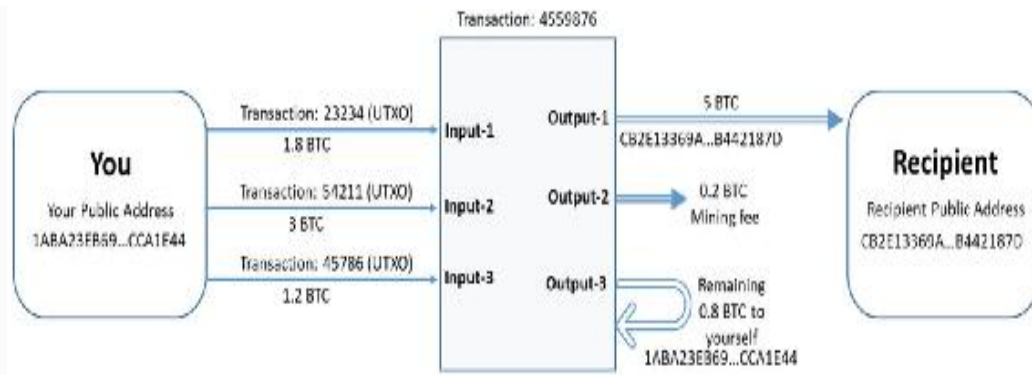 Transaction: 4559876
You
Your Public Address
1ABA23EB69...CCA1E44
Transaction: 23234 (UTXO)
1.8 BTC
Transaction: 54211 (UTXO)
3 BTC
Transaction: 45786 (UTXO)
1.2 BTC
Input-1
Input-2
Input-3
Output-1
Output-2
Output-3
5 BTC
CB2E13369A...B442187D
0.2 BTC
Mining fee
Remaining
0.8 BTC to
yourself
1ABA23EB69...CCA1E44
Recipient
Recipient Public Address
CB2E13369A...B442187D